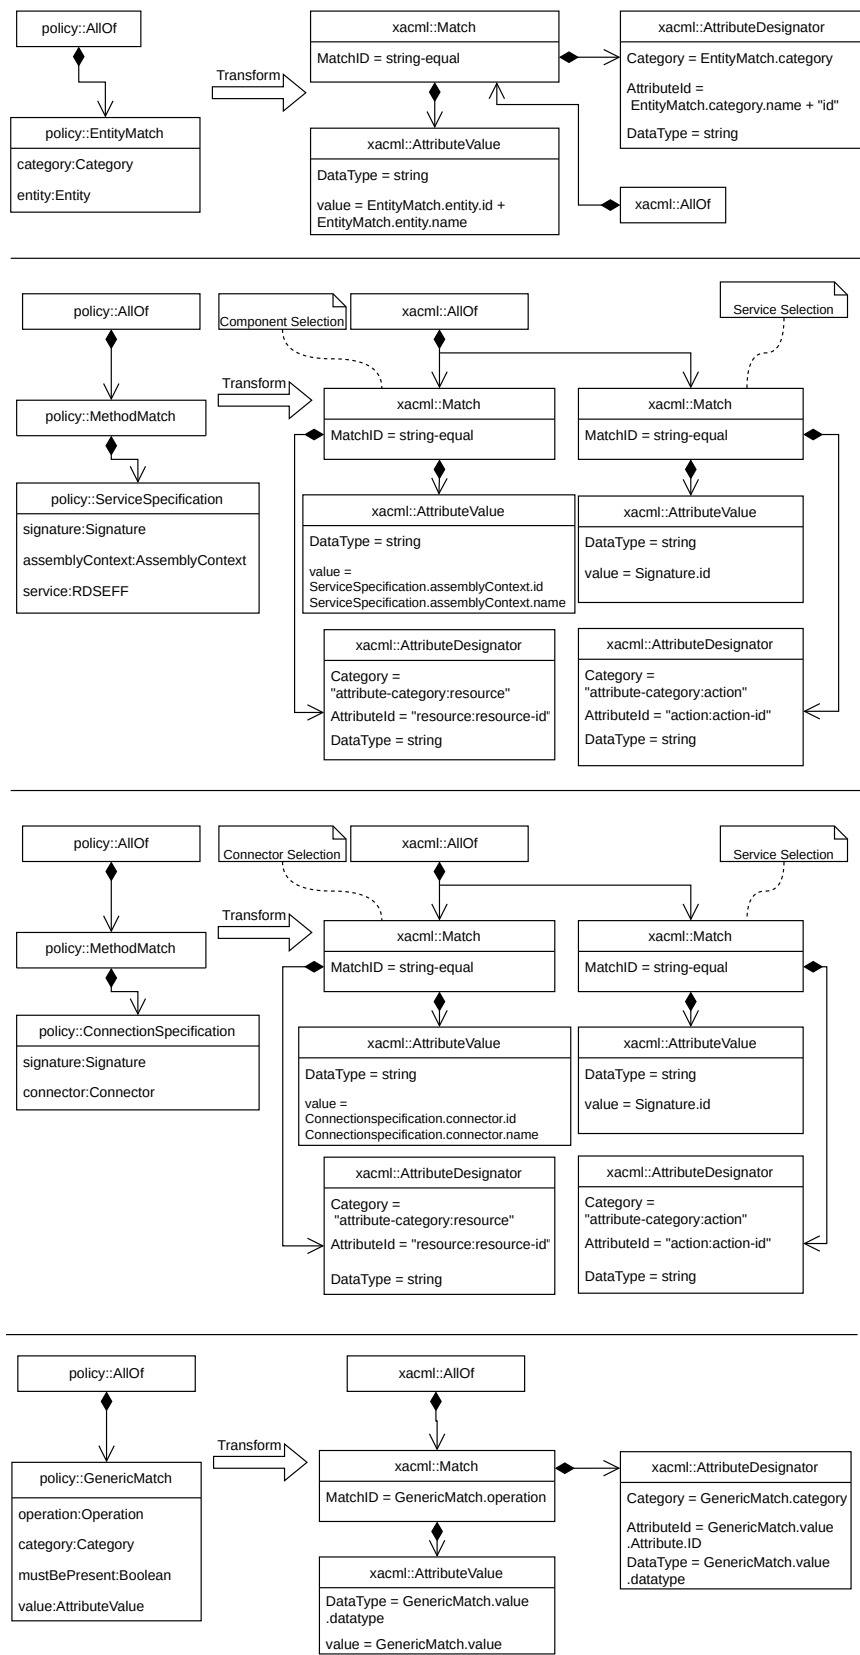 policy::AllOf
policy::EntityMatch
category:Category
entity:Entity
Transform
xacml::Match
MatchID = string-equal
xacml::AttributeDesignator
Category = EntityMatch.category
AttributeId =
EntityMatch.category.name + "id"
DataType = string
xacml::AttributeValue
DataType = string
value = EntityMatch.entity.id +
EntityMatch.entity.name
xacml::AllOf
policy::AllOf
policy::MethodMatch
policy::ServiceSpecification
signature:Signature
assemblyContext:AssemblyContext
service:RDSEFF
Transform
Component Selection
xacml::AllOf
Service Selection
xacml::Match
MatchID = string-equal
xacml::Match
MatchID = string-equal
xacml::AttributeValue
DataType = string
value =
ServiceSpecification.assemblyContext.id
ServiceSpecification.assemblyContext.name
xacml::AttributeValue
DataType = string
value = Signature.id
xacml::AttributeDesignator
Category =
"attribute-category:resource"
AttributeId = "resource:resource-id"
DataType = string
xacml::AttributeDesignator
Category =
"attribute-category:action"
AttributeId = "action:action-id"
DataType = string
policy::AllOf
policy::MethodMatch
policy::ConnectionSpecification
signature:Signature
connector:Connector
Transform
Connector Selection
xacml::AllOf
Service Selection
xacml::Match
MatchID = string-equal
xacml::Match
MatchID = string-equal
xacml::AttributeValue
DataType = string
value =
Connectionspecification.connector.id
Connectionspecification.connector.name
xacml::AttributeValue
DataType = string
value = Signature.id
xacml::AttributeDesignator
Category =
"attribute-category:resource"
AttributeId = "resource:resource-id"
DataType = string
xacml::AttributeDesignator
Category =
"attribute-category:action"
AttributeId = "action:action-id"
DataType = string
policy::AllOf
policy::GenericMatch
operation:Operation
category:Category
mustBePresent:Boolean
value:AttributeValue
Transform
xacml::AllOf
xacml::Match
MatchID = GenericMatch.operation
xacml::AttributeDesignator
Category = GenericMatch.category
AttributeId = GenericMatch.value
.Attribute.ID
DataType = GenericMatch.value
.datatype
xacml::AttributeValue
DataType = GenericMatch.value
.datatype
value = GenericMatch.value